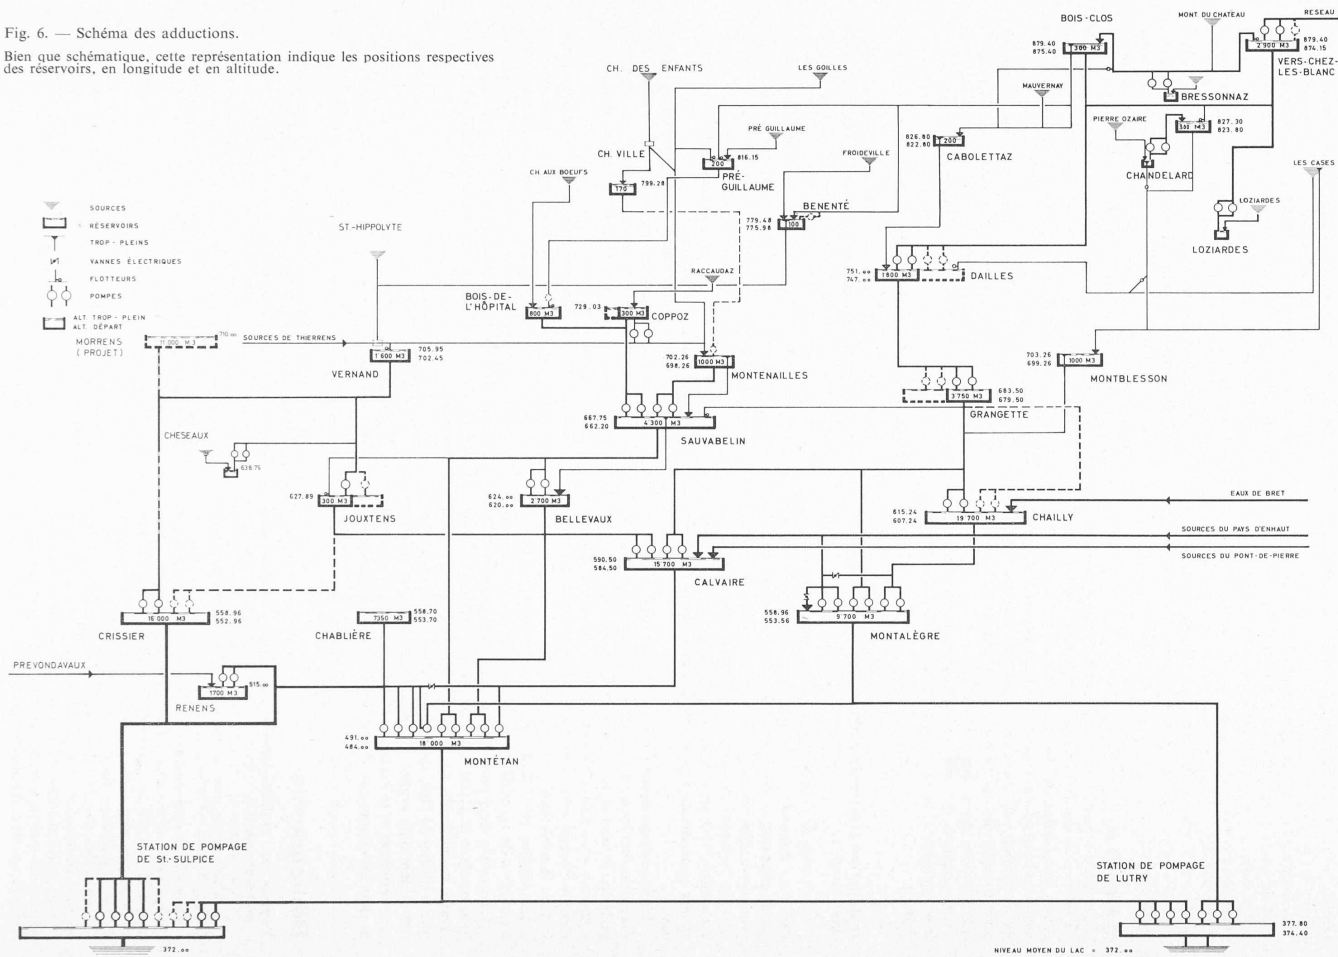 Fig. 6. — Schéma des adductions.
Bien que schématique, cette représentation indique les positions respectives
des réservoirs, en longitude et en altitude.
BOIS-CLOS
879.40
875.40
300 M3
MONT DU CHATEAU
RESEAU
879.40
874.15
2'900 M3
VERS-CHEZ-
LES-BLANC
BRESSONNAZ
CH. DES ENFANTS
LES GOILLES
MAUVERNAY
PIERRE OZAIRE
827.30
823.80
CHANDELARD
826.80
822.80
200
CABOLETTAZ
PRÉ GUILLAUME
CH. VILLE
200
816.15
PRÉ-
GUILLAUME
FROIDEVILLE
LES CASES
CH. AUX BOEUFS
170
799.28
BENENTÉ
779.48
775.98
100
LOZIARDES
LOZIARDES
SOURCES
RÉSERVOIRS
TROP-PLEINS
VANNES ÉLECTRIQUES
FLOTTEURS
POMPES
ALT. TROP-PLEIN
ALT. DÉPART
ST.-HIPPOLYTE
RACCAUDAZ
751.00
747.00
1'800 M3
DAILLES
BOIS-DE-
L'HÔPITAL
800 M3
729.03
300 M3
COPPOZ
MORRENS
(PROJET)
11'000 M3
710.00
SOURCES DE THIERRENS
705.95
702.45
1'600 M3
VERNAND
702.26
698.26
1000 M3
MONTENAILLES
703.26
699.26
1000 M3
MONTBLESSON
683.50
679.50
3'750 M3
GRANGETTE
667.75
662.20
4'300 M3
SAUVABELIN
CHESEAUX
638.75
627.89
300 M3
JOUXTENS
624.00
620.00
2'700 M3
BELLEVAUX
EAUX DE BRET
615.24
607.24
19'700 M3
CHAILLY
SOURCES DU PAYS D'ENHAUT
SOURCES DU PONT-DE-PIERRE
590.50
584.50
15'700 M3
CALVAIRE
558.96
552.96
16'000 M3
CRISSIER
558.70
553.70
7350 M3
CHABLIÈRE
558.96
553.56
9'700 M3
MONTALÈGRE
PREVONDAVAUX
1700 M3
515.00
RENENS
491.00
484.00
18'000 M3
MONTÉTAN
STATION DE POMPAGE
DE St.-SULPICE
STATION DE POMPAGE
DE LUTRY
377.80
374.40
372.00
NIVEAU MOYEN DU LAC = 372.00